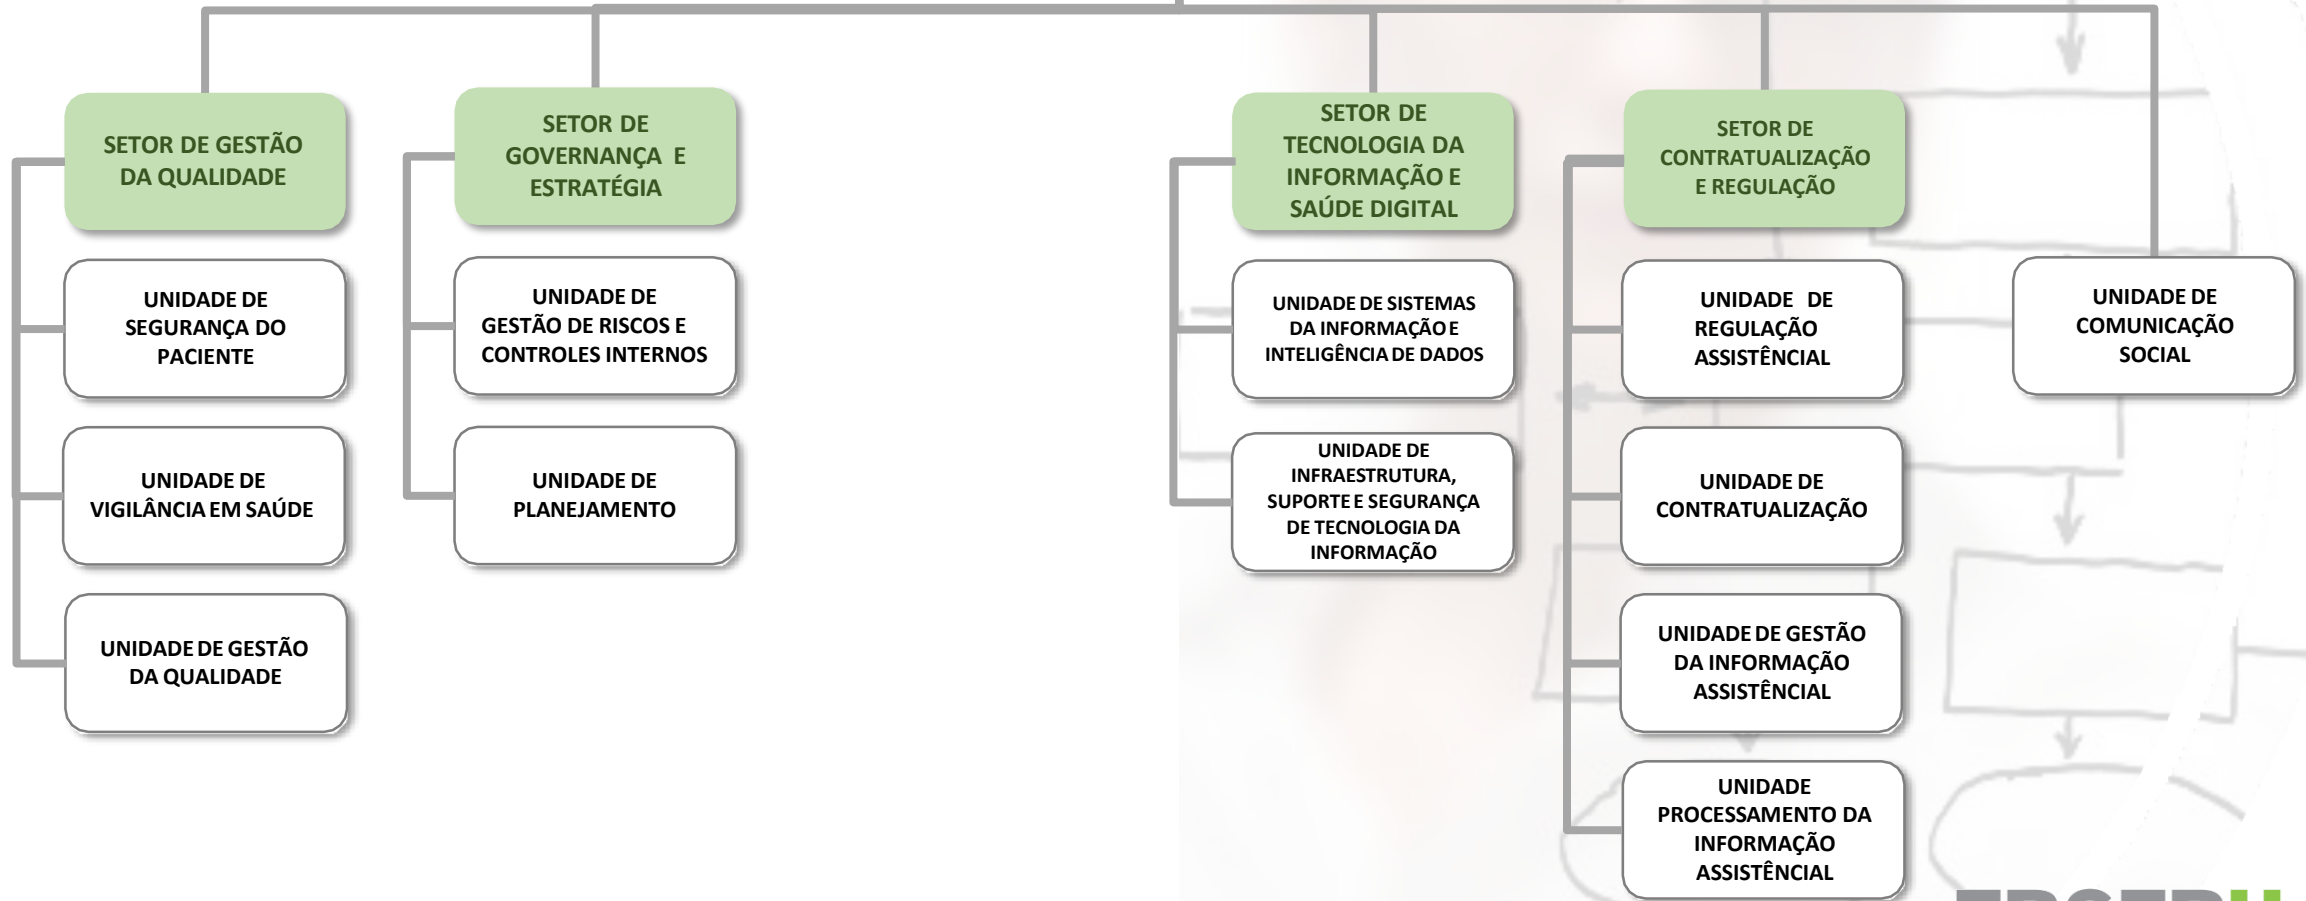 SETOR DE GESTÃO
DA QUALIDADE
UNIDADE DE
SEGURANÇA DO
PACIENTE
UNIDADE DE
VIGILÂNCIA EM SAÚDE
UNIDADE DE GESTÃO
DA QUALIDADE
SETOR DE
GOVERNANÇA E
ESTRATÉGIA
UNIDADE DE
GESTÃO DE RISCOS E
CONTROLES INTERNOS
UNIDADE DE
PLANEJAMENTO
SETOR DE
TECNOLOGIA DA
INFORMAÇÃO E
SAÚDE DIGITAL
UNIDADE DE SISTEMAS
DA INFORMAÇÃO E
INTELIGÊNCIA DE DADOS
UNIDADE DE
INFRAESTRUTURA,
SUPORTE E SEGURANÇA
DE TECNOLOGIA DA
INFORMAÇÃO
SETOR DE
CONTRATUALIZAÇÃO
E REGULAÇÃO
UNIDADE DE
REGULAÇÃO
ASSISTÊNCIAL
UNIDADE DE
CONTRATUALIZAÇÃO
UNIDADE DE GESTÃO
DA INFORMAÇÃO
ASSISTÊNCIAL
UNIDADE
PROCESSAMENTO DA
INFORMAÇÃO
ASSISTÊNCIAL
UNIDADE DE
COMUNICAÇÃO
SOCIAL